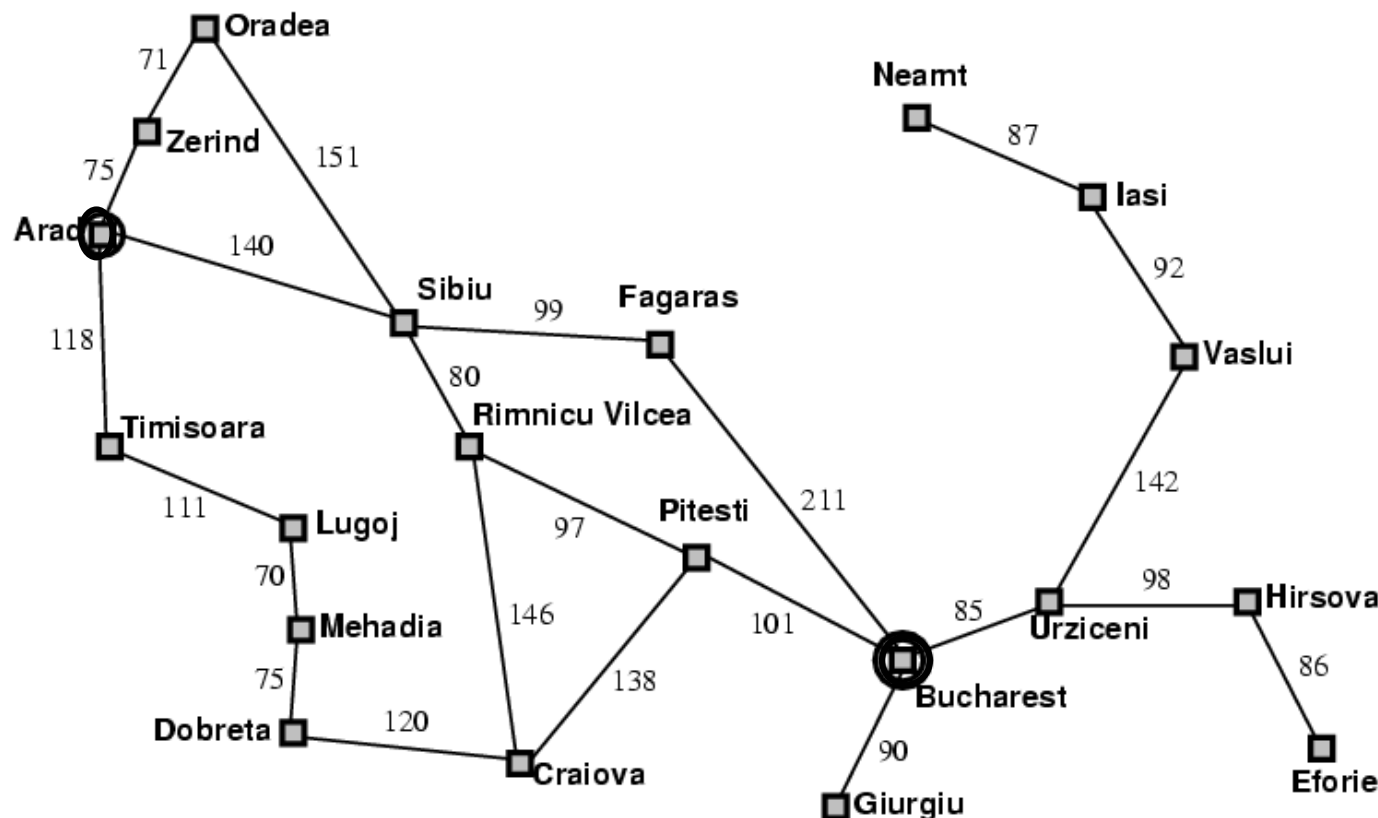 Oradea
71
Neamt
87
Zerind
151
75
Iasi
Arad
140
92
Sibiu
Fagaras
99
118
Vaslui
80
Rimnicu Vilcea
Timisoara
142
211
111
Pitesti
Lugoj
97
70
98
Hirsova
146
101
85
Mehadia
Urziceni
86
75
138
Bucharest
Dobreta
120
90
Craiova
Eforie
Giurgiu